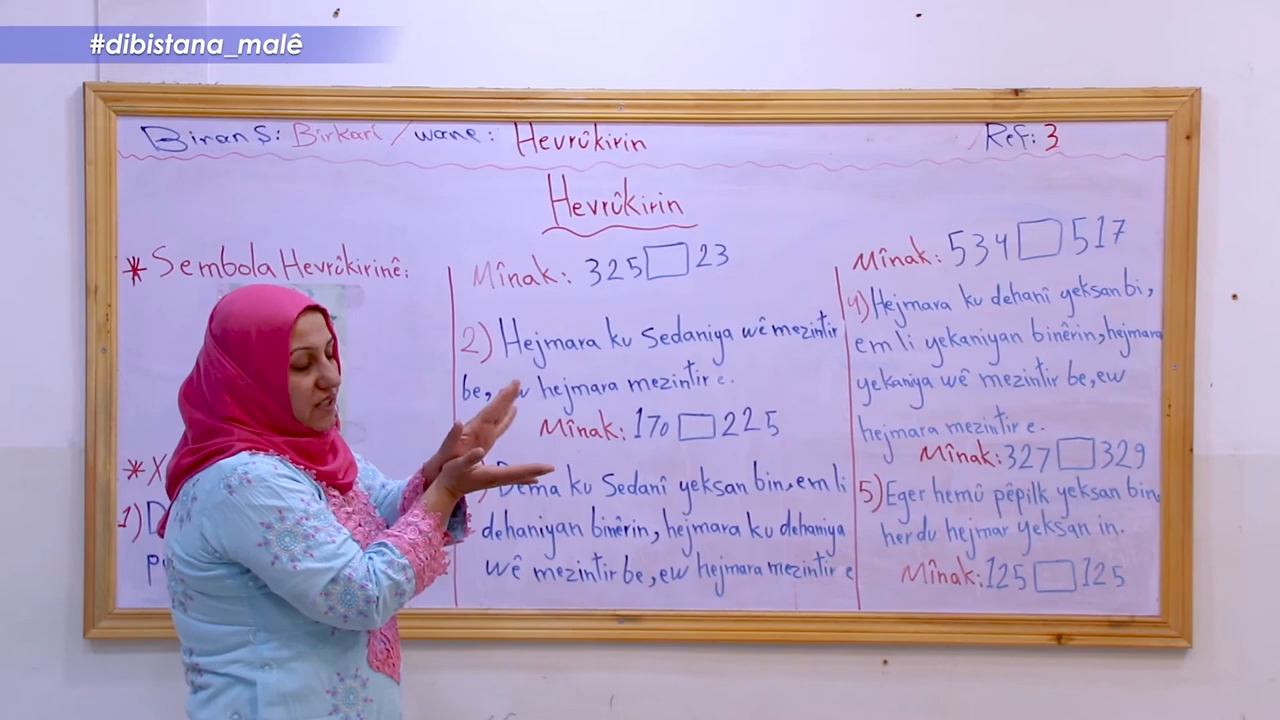 #dibistana_malê
Biranş: Birkarî / wane: Hevrûkirin
Ref: 3
Hevrûkirin
* Sembola Hevrûkirinê:
*
1)
Mînak: 325 □ 23
2) Hejmara ku Sedaniya wê mezintir
be, ew hejmara mezintir e.
Mînak: 170 □ 225
) Dema ku Sedanî yeksan bin, em li
dehaniyan binêrin, hejmara ku dehaniya
wê mezintir be, ew hejmara mezintir e
Mînak: 534 □ 517
4) Hejmara ku dehanî yeksan bi,
em li yekaniyan binêrin, hejmara
yekaniya wê mezintir be, ew
hejmara mezintir e.
Mînak: 327 □ 329
5) Eger hemû pêpilk yeksan bin,
herdu hejmar yeksan in.
Mînak: 125 □ 125